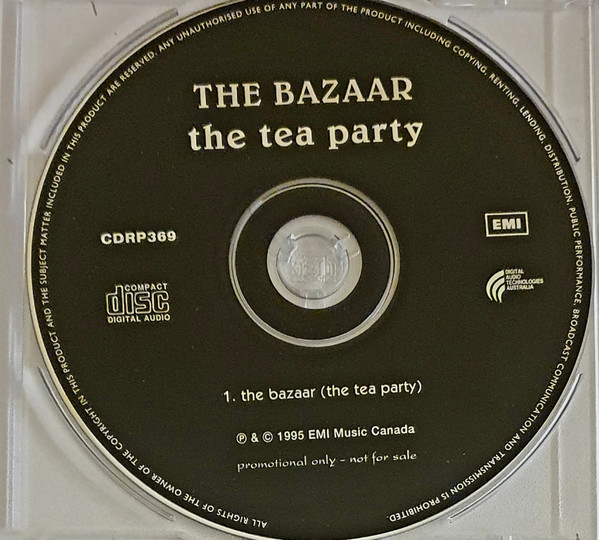 THE BAZAAR
the tea party
CDRP369
EMI
COMPACT
disc
DIGITAL AUDIO
DIGITAL
AUDIO
TECHNOLOGIES
AUSTRALIA
1. the bazaar (the tea party)
℗ & © 1995 EMI Music Canada
promotional only - not for sale
ALL RIGHTS OF THE OWNER OF THE COPYRIGHT IN THIS PRODUCT AND THE SUBJECT MATTER INCLUDED IN THIS PRODUCT ARE RESERVED. ANY UNAUTHORISED USE OF ANY PART OF THE PRODUCT INCLUDING COPYING, RENTING, LENDING, DISTRIBUTION, PUBLIC PERFORMANCE, BROADCAST COMMUNICATION AND TRANSMISSION IS PROHIBITED.